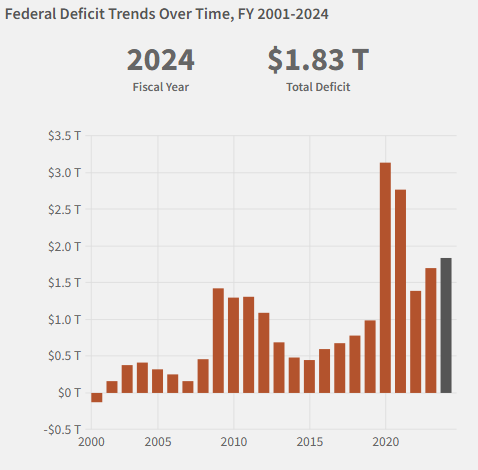 Federal Deficit Trends Over Time, FY 2001-2024
2024
$1.83 T
Fiscal Year
Total Deficit
$3.5 T
$3.0 T
$2.5 T
$2.0 T
$1.5 T
$1.0 T
$0.5 T
$0 T
-$0.5 T
2000 2005 2010 2015 2020